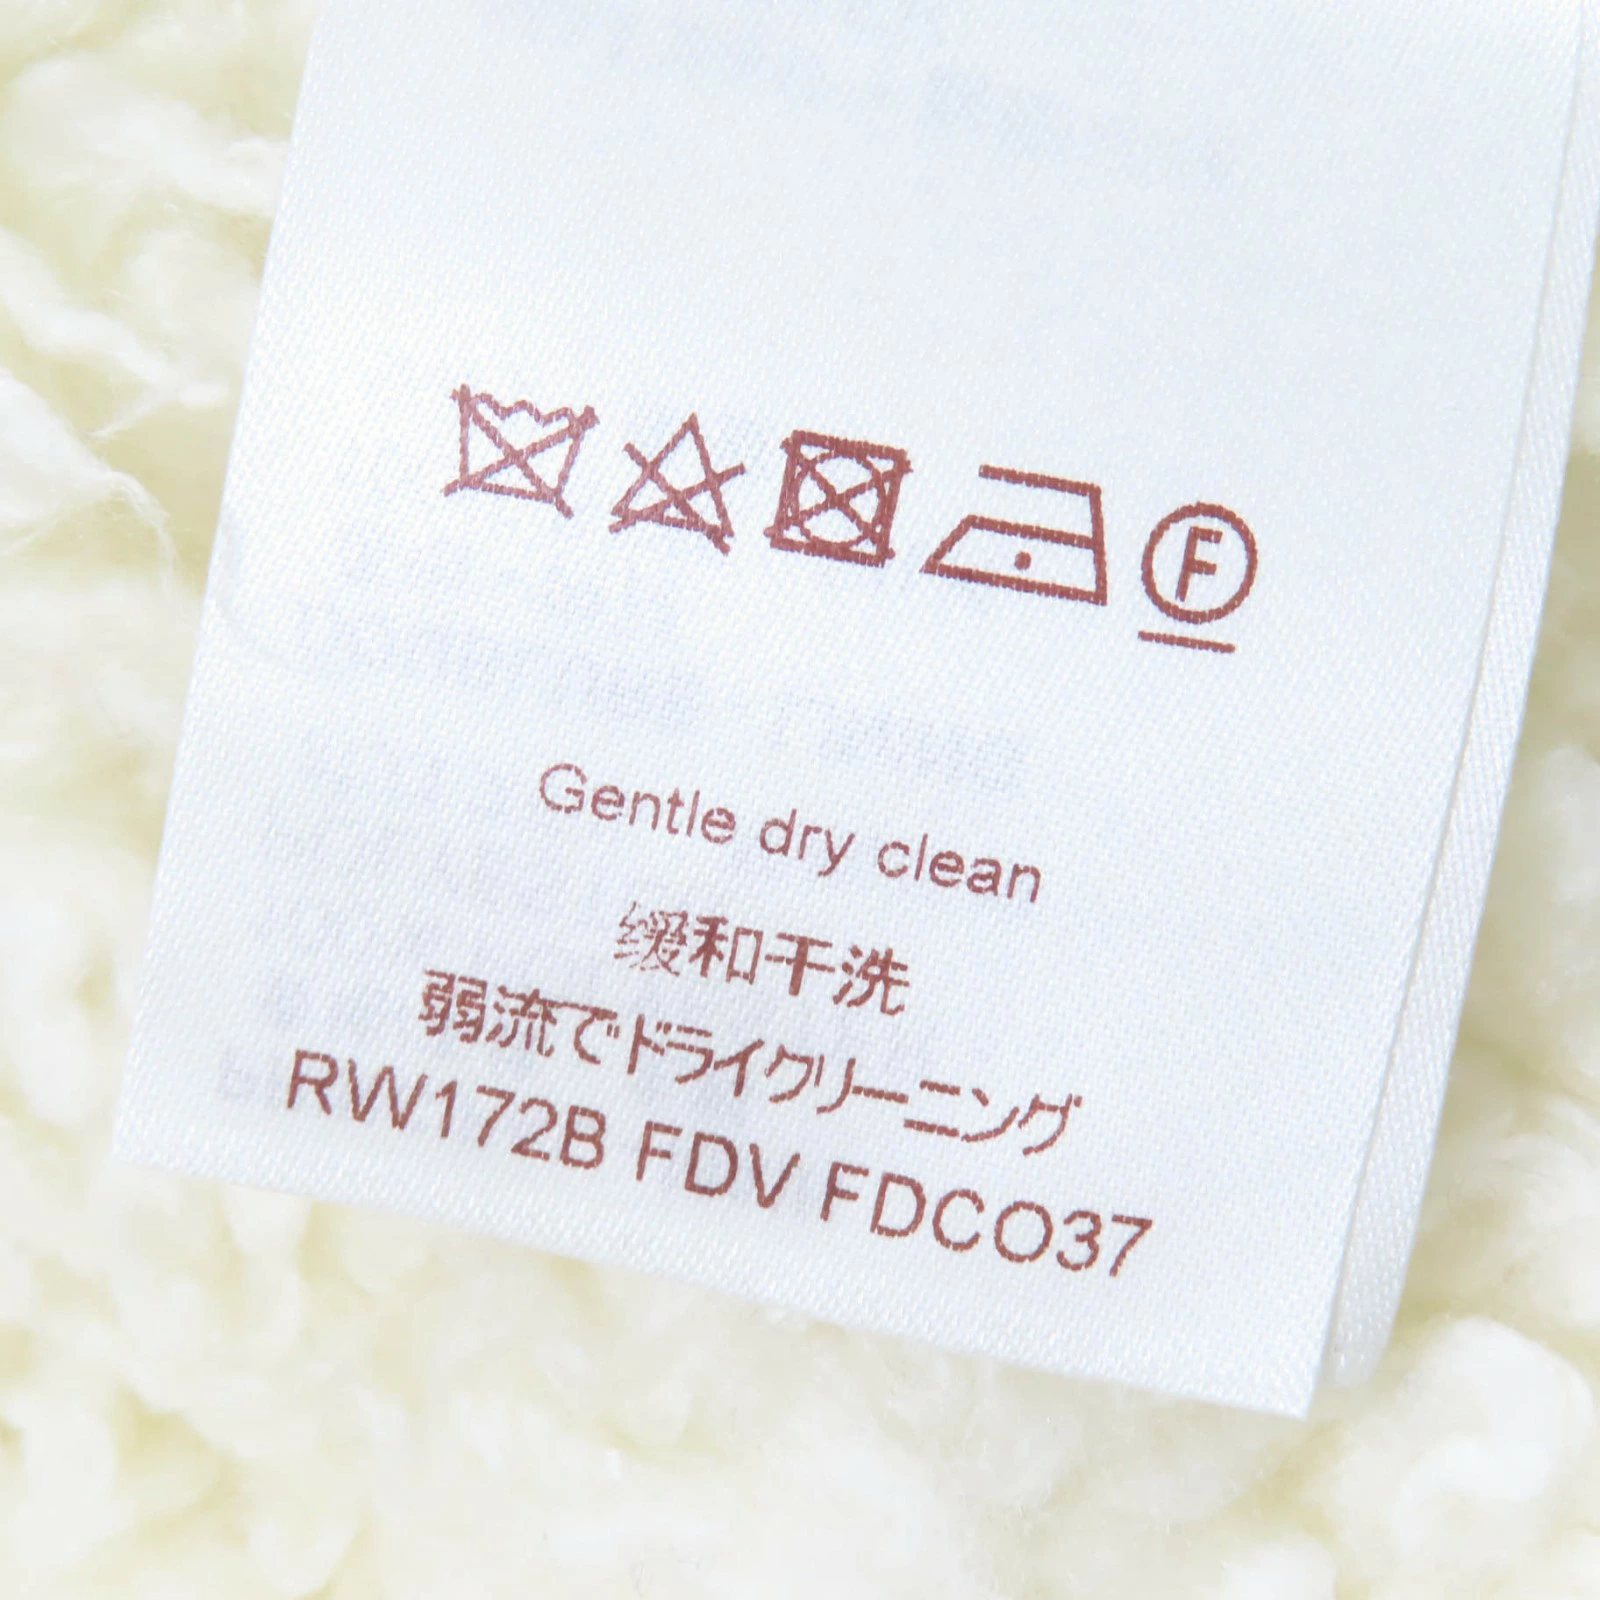 F
Gentle dry clean
缓和干洗
弱流でドライクリーニング
RW172B FDV FDCO37